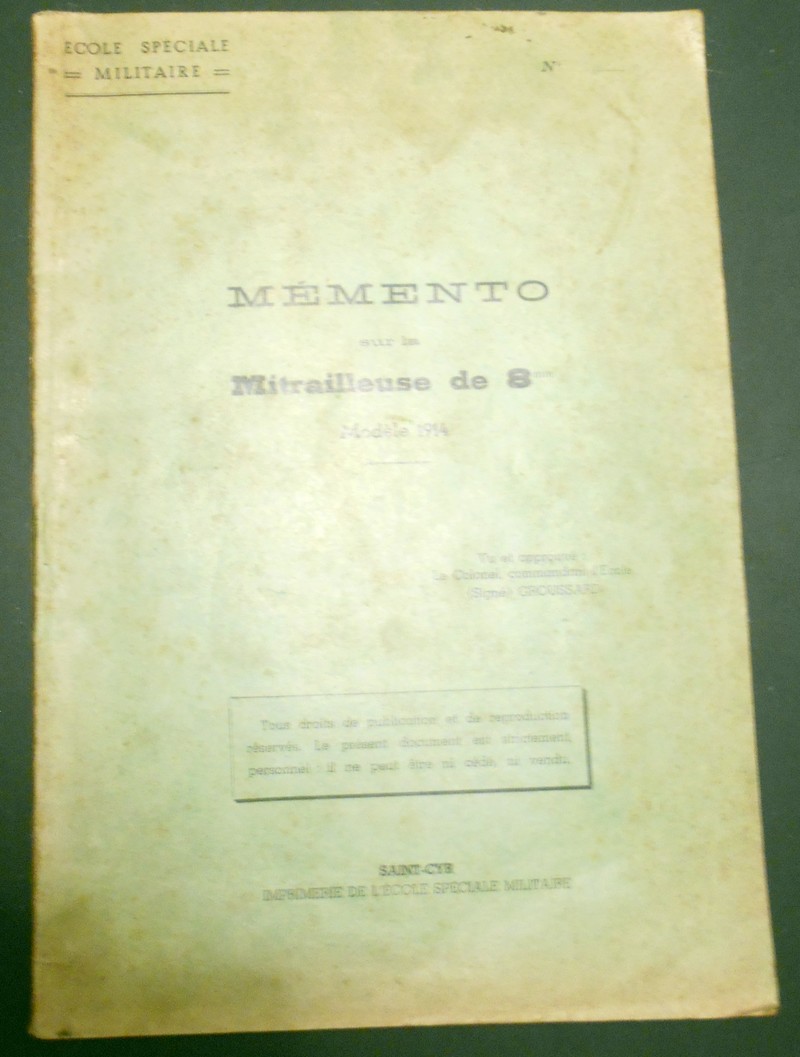 ECOLE SPÉCIALE
= MILITAIRE =
N°
MÉMENTO
sur la
Mitrailleuse de 8mm
Modèle 1914
Vu et approuvé :
Le Colonel, commandant l'École
(Signé) GROUSSARD
Tous droits de publication et de reproduction
réservés. Le présent document est strictement
personnel : il ne peut être ni cédé, ni vendu.
SAINT-CYR
IMPRIMERIE DE L'ÉCOLE SPÉCIALE MILITAIRE